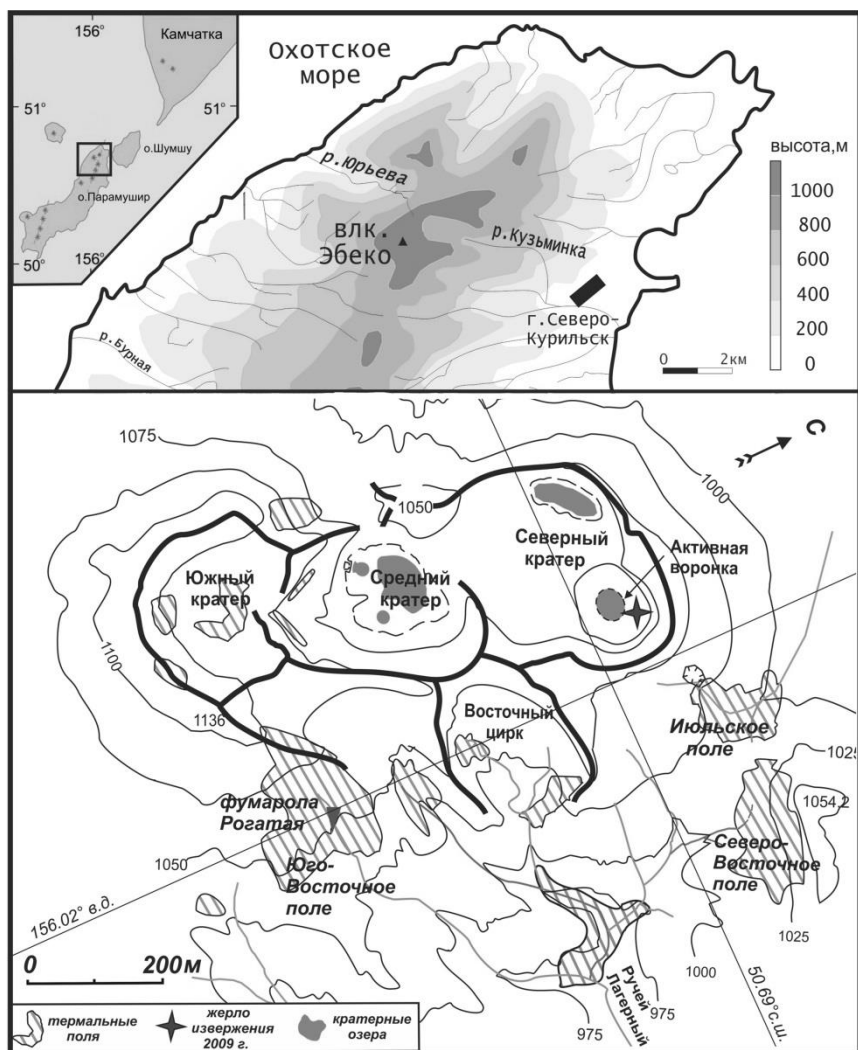 156°
Камчатка
51°
51°
о.Шумшу
о.Парамушир
50°
156°
Охотское
море
р.Юрьева
влк.
Эбеко
р.Кузьминка
г.Северо-
Курильск
р.Бурная
0 2км
высота,м
1000
800
600
400
200
0
1075
1050
1000
С
Северный
кратер
Активная
воронка
Южный
кратер
Средний
кратер
1100
1136
Восточный
цирк
Июльское
поле
1025
1054,2
фумарола
Рогатая
Юго-
Восточное
поле
1050
Северо-
Восточное
поле
1025
156.02° в.д.
1000
975
975
Ручей
Лагерный
50.69°с.ш.
0 200м
термальные
поля
жерло
извержения
2009 г.
кратерные
озера